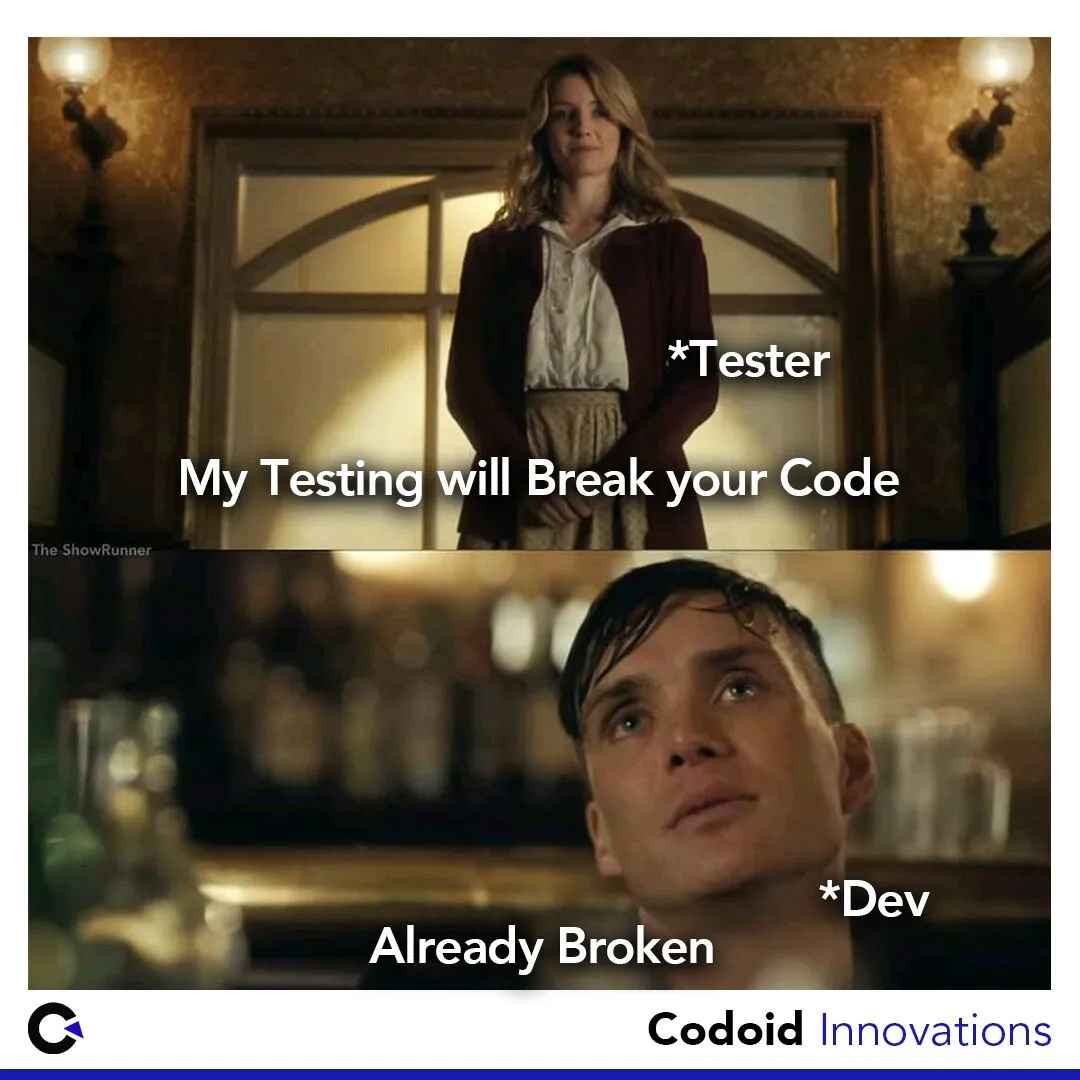 *Tester
My Testing will Break your Code
The ShowRunner
*Dev
Already Broken
Codoid Innovations